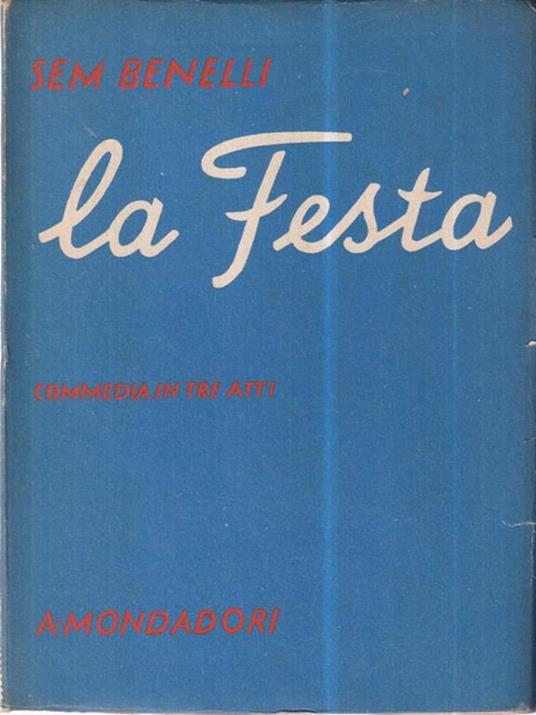 SEM BENELLI
la Festa
COMMEDIA IN TRE ATTI
A·MONDADORI